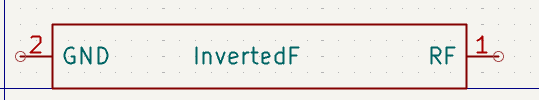 2 GND InvertedF RF 1